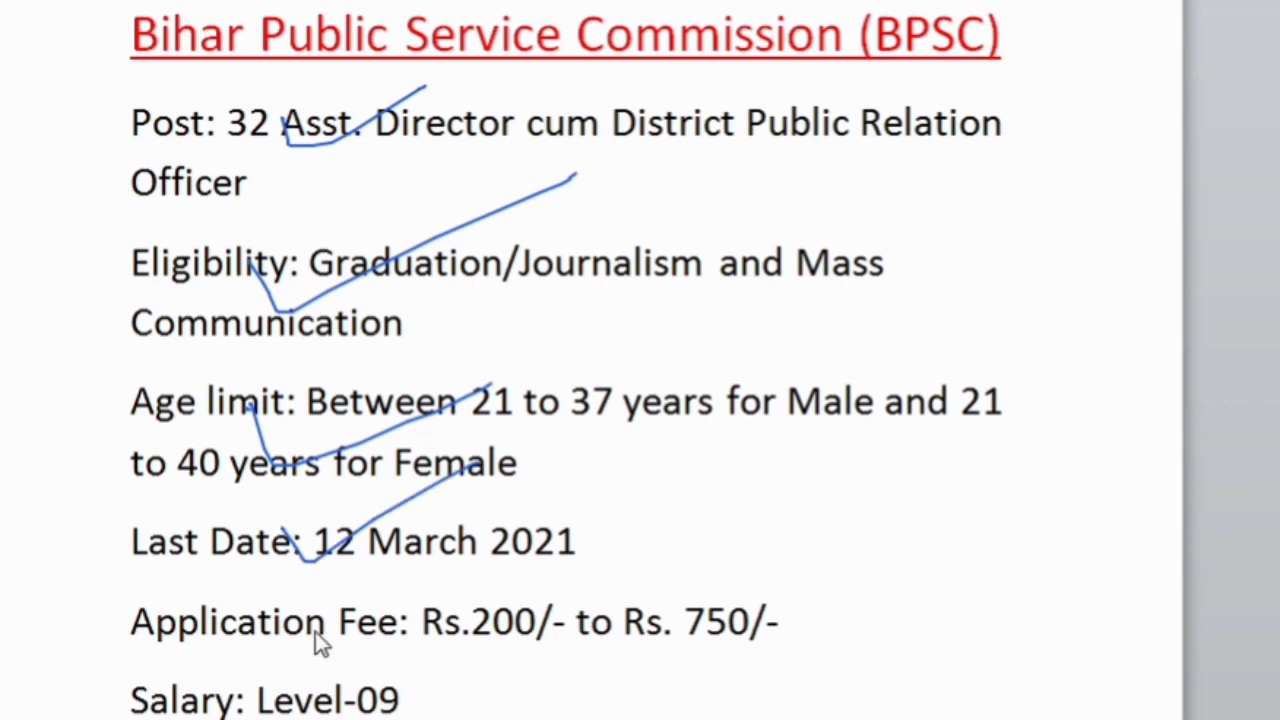 Bihar Public Service Commission (BPSC)
Post: 32 Asst. Director cum District Public Relation
Officer
Eligibility: Graduation/Journalism and Mass
Communication
Age limit: Between 21 to 37 years for Male and 21
to 40 years for Female
Last Date: 12 March 2021
Application Fee: Rs.200/- to Rs. 750/-
Salary: Level-09